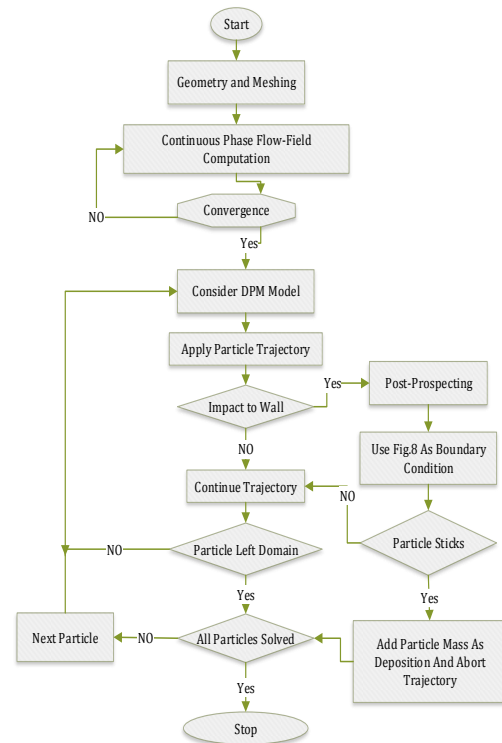 Start
Geometry and Meshing
Continuous Phase Flow-Field
Computation
NO
Convergence
Yes
Consider DPM Model
Apply Particle Trajectory
Yes
Post-Prospecting
Impact to Wall
Use Fig.8 As Boundary
Condition
NO
Continue Trajectory
NO
Particle Sticks
NO
Particle Left Domain
Yes
Yes
Next Particle
NO
All Particles Solved
Add Particle Mass As
Deposition And Abort
Trajectory
Yes
Stop